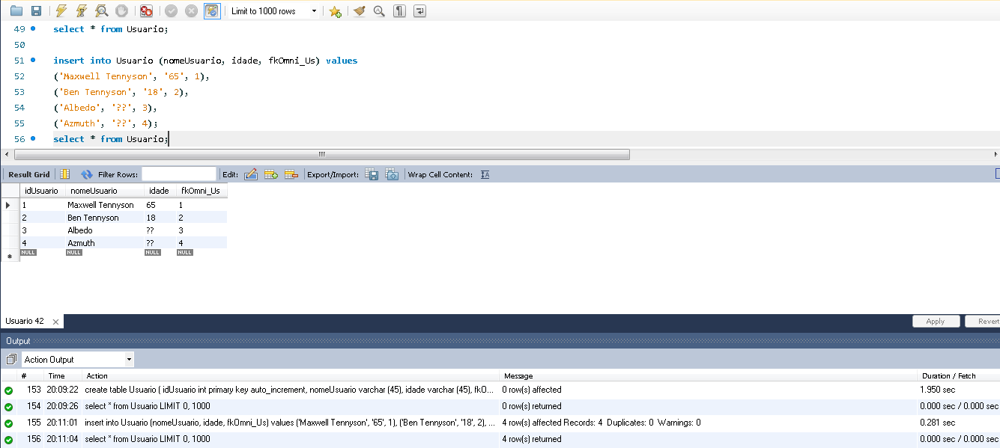 Limit to 1000 rows
49 select * from Usuario;
50
51 insert into Usuario (nomeUsuario, idade, fkOmni_Us) values
52 ('Maxwell Tennyson', '65', 1),
53 ('Ben Tennyson', '18', 2),
54 ('Albedo', '??', 3),
55 ('Azmuth', '??', 4);
56 select * from Usuario;
Result Grid Filter Rows: Edit: Export/Import: Wrap Cell Content:
idUsuario nomeUsuario idade fkOmni_Us
1 Maxwell Tennyson 65 1
2 Ben Tennyson 18 2
3 Albedo ?? 3
4 Azmuth ?? 4
NULL NULL NULL NULL
Usuario 42 Apply Revert
Output
Action Output
# Time Action Message Duration / Fetch
153 20:09:22 create table Usuario ( idUsuario int primary key auto_increment, nomeUsuario varchar (45), idade varchar (45), fkO... 0 row(s) affected 1.950 sec
154 20:09:26 select * from Usuario LIMIT 0, 1000 0 row(s) returned 0.000 sec / 0.000 sec
155 20:11:01 insert into Usuario (nomeUsuario, idade, fkOmni_Us) values ('Maxwell Tennyson', '65', 1), ('Ben Tennyson', '18', 2), ... 4 row(s) affected Records: 4 Duplicates: 0 Warnings: 0 0.281 sec
156 20:11:04 select * from Usuario LIMIT 0, 1000 4 row(s) returned 0.000 sec / 0.000 sec